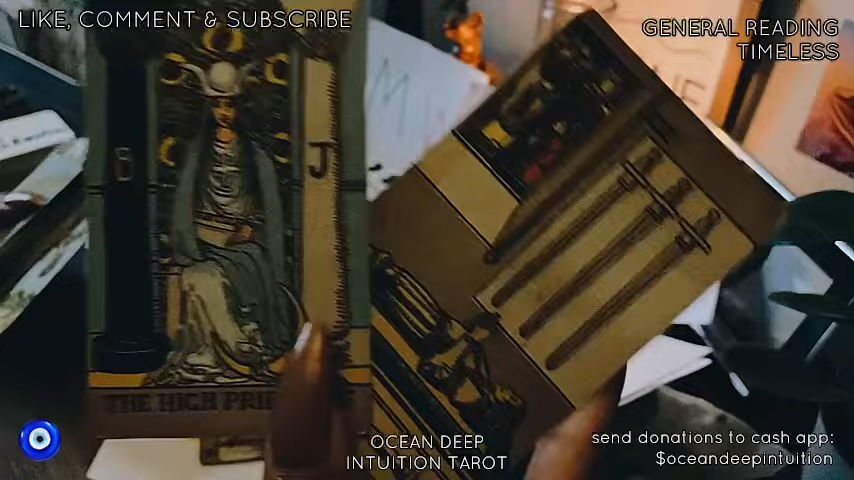 LIKE, COMMENT & SUBSCRIBE
GENERAL READING
TIMELESS
B
J
THE HIGH PRI
OCEAN DEEP
INTUITION TAROT
send donations to cash app:
$oceandeepintuition